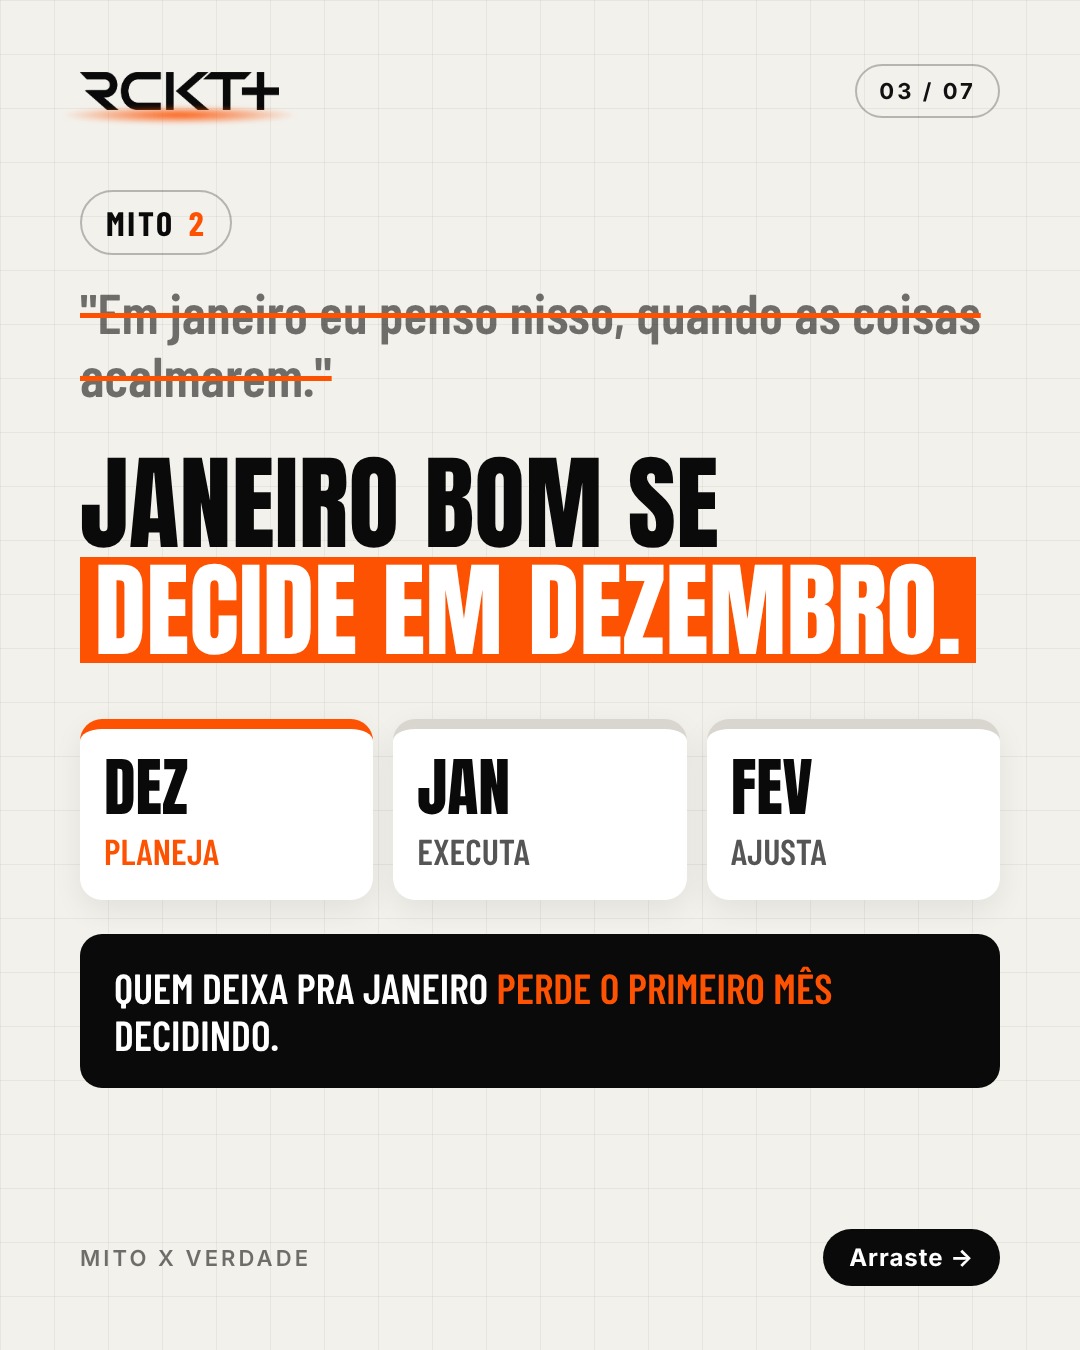 RCKT+
03 / 07
MITO 2
"Em janeiro eu penso nisso, quando as coisas
acalmarem."
JANEIRO BOM SE
DECIDE EM DEZEMBRO.
DEZ
PLANEJA
JAN
EXECUTA
FEV
AJUSTA
QUEM DEIXA PRA JANEIRO PERDE O PRIMEIRO MÊS
DECIDINDO.
MITO X VERDADE
Arraste →